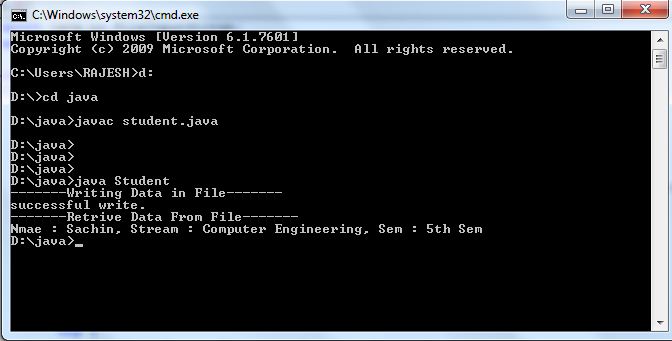 C:\Windows\system32\cmd.exe
Microsoft Windows [Version 6.1.7601]
Copyright (c) 2009 Microsoft Corporation.  All rights reserved.
C:\Users\RAJESH>d:
D:\>cd java
D:\java>javac student.java
D:\java>
D:\java>
D:\java>
D:\java>java Student
-------Writing Data in File-------
successful write.
-------Retrive Data From File-------
Nmae : Sachin, Stream : Computer Engineering, Sem : 5th Sem
D:\java>_